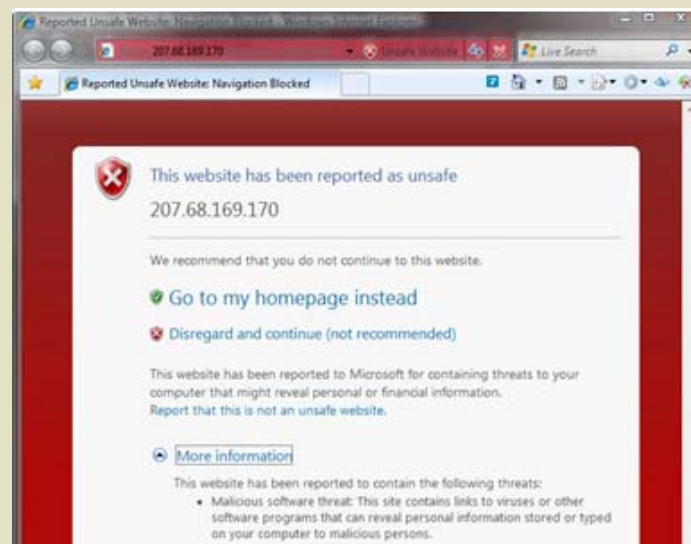 Reported Unsafe Website: Navigation Blocked - Windows Internet Explorer
207.68.169.170
Unsafe Website
Live Search
Reported Unsafe Website: Navigation Blocked
This website has been reported as unsafe
207.68.169.170
We recommend that you do not continue to this website.
Go to my homepage instead
Disregard and continue (not recommended)
This website has been reported to Microsoft for containing threats to your
computer that might reveal personal or financial information.
Report that this is not an unsafe website.
More information
This website has been reported to contain the following threats:
• Malicious software threat: This site contains links to viruses or other
software programs that can reveal personal information stored or typed
on your computer to malicious persons.